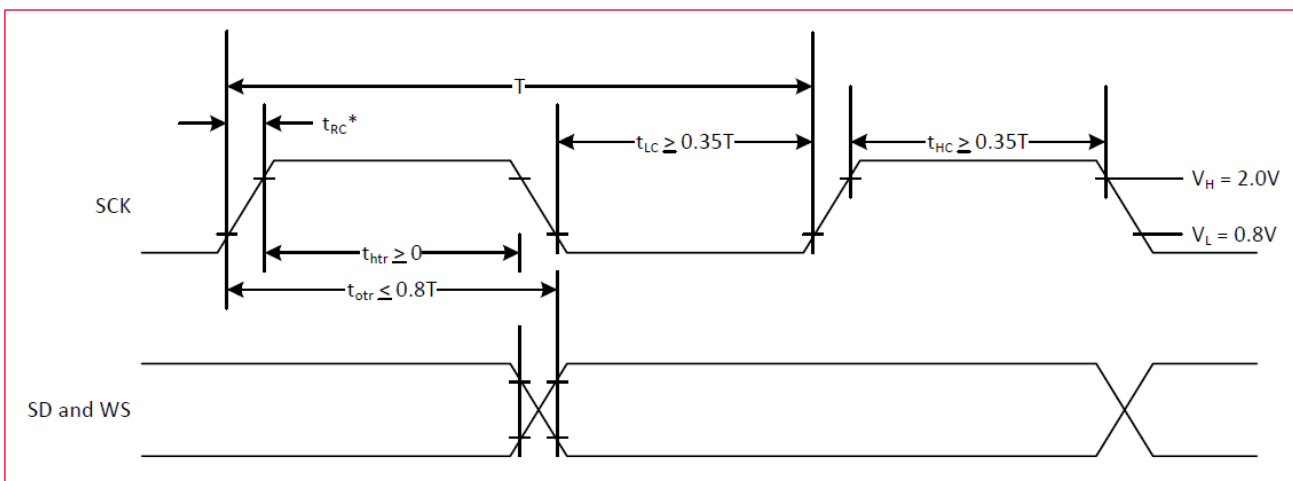 T
t_RC*
t_LC ≥ 0.35T
t_HC ≥ 0.35T
V_H = 2.0V
SCK
V_L = 0.8V
t_htr ≥ 0
t_otr ≤ 0.8T
SD and WS